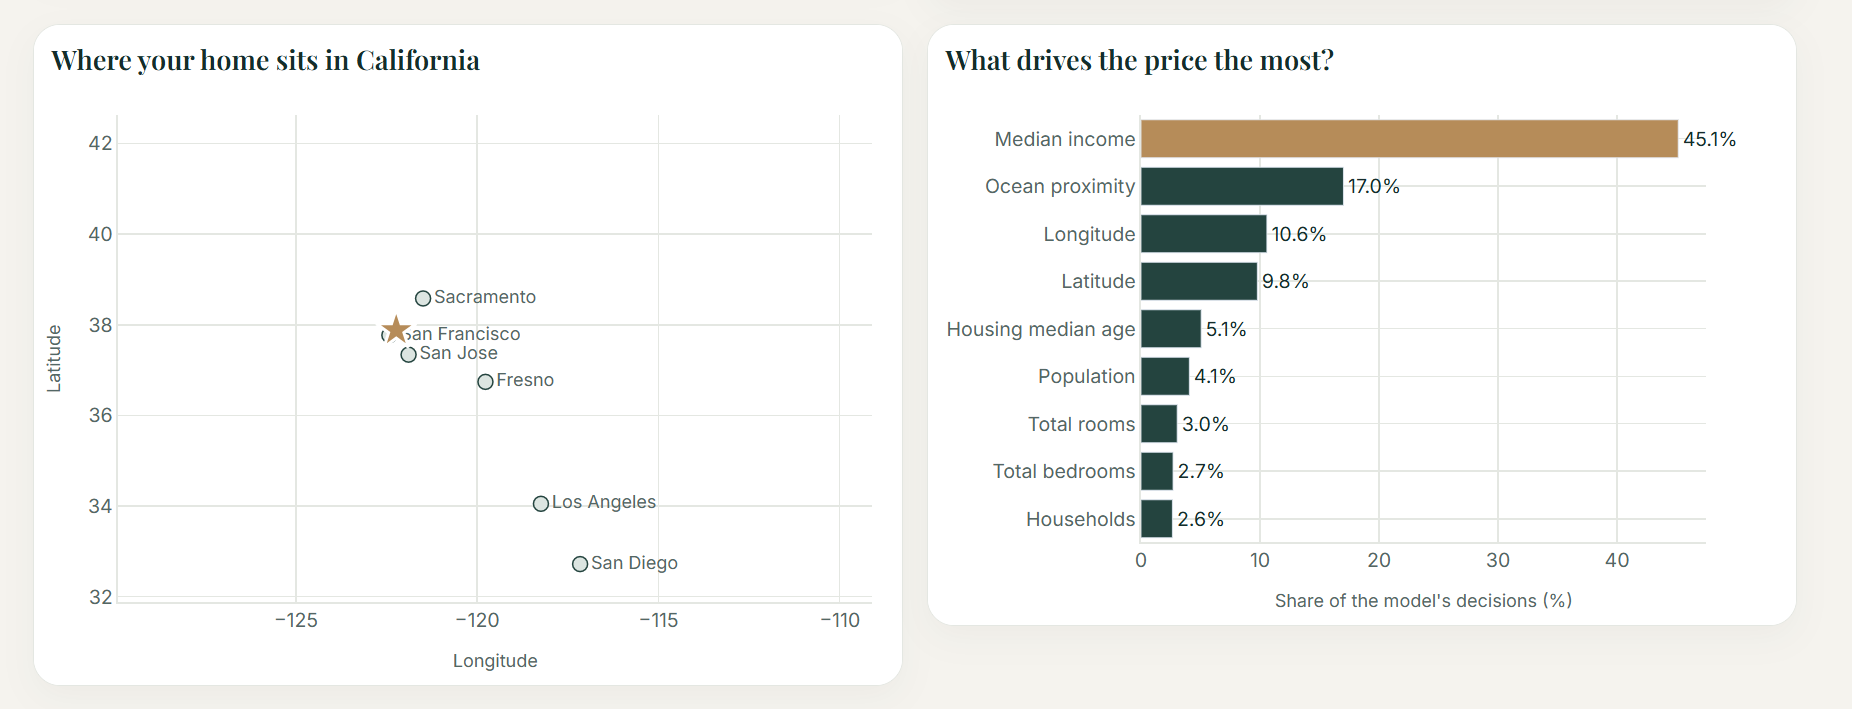 Where your home sits in California
42
40
38
36
34
32
Latitude
Sacramento
San Francisco
San Jose
Fresno
Los Angeles
San Diego
−125
−120
−115
−110
Longitude
What drives the price the most?
Median income 45.1%
Ocean proximity 17.0%
Longitude 10.6%
Latitude 9.8%
Housing median age 5.1%
Population 4.1%
Total rooms 3.0%
Total bedrooms 2.7%
Households 2.6%
0 10 20 30 40
Share of the model's decisions (%)